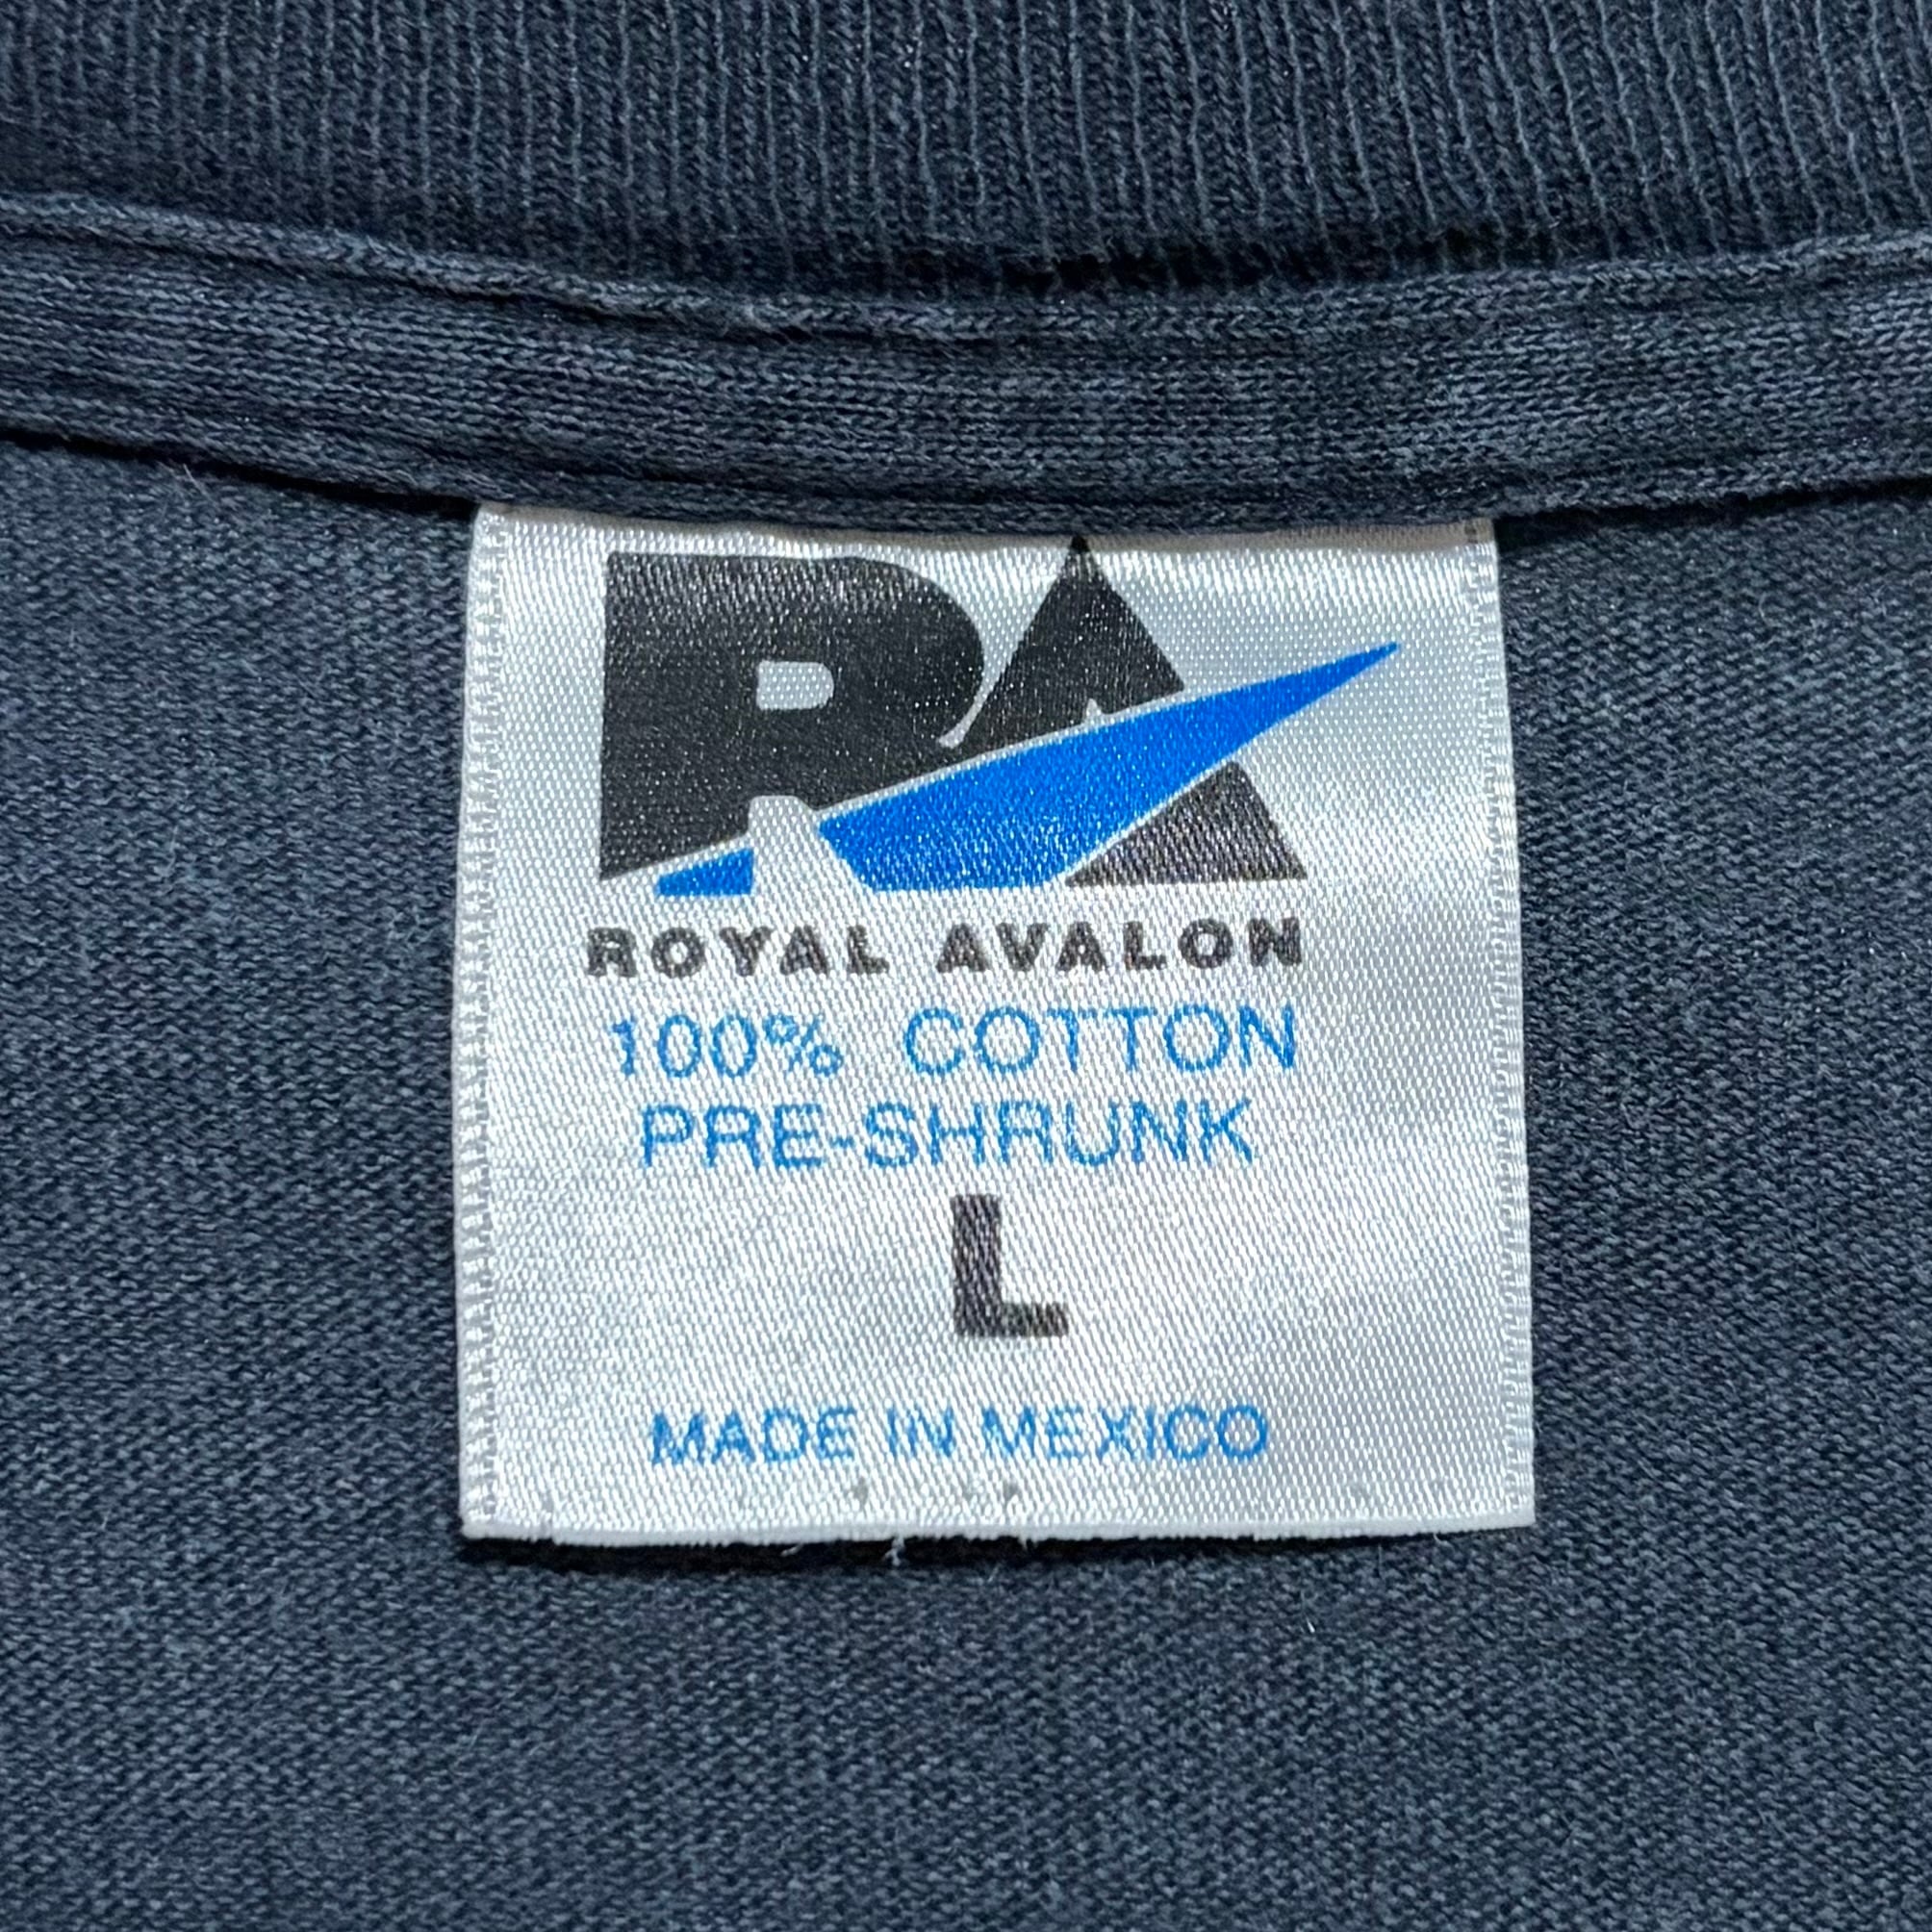 RA
ROYAL AVALON
100% COTTON
PRE-SHRUNK
L
MADE IN MEXICO